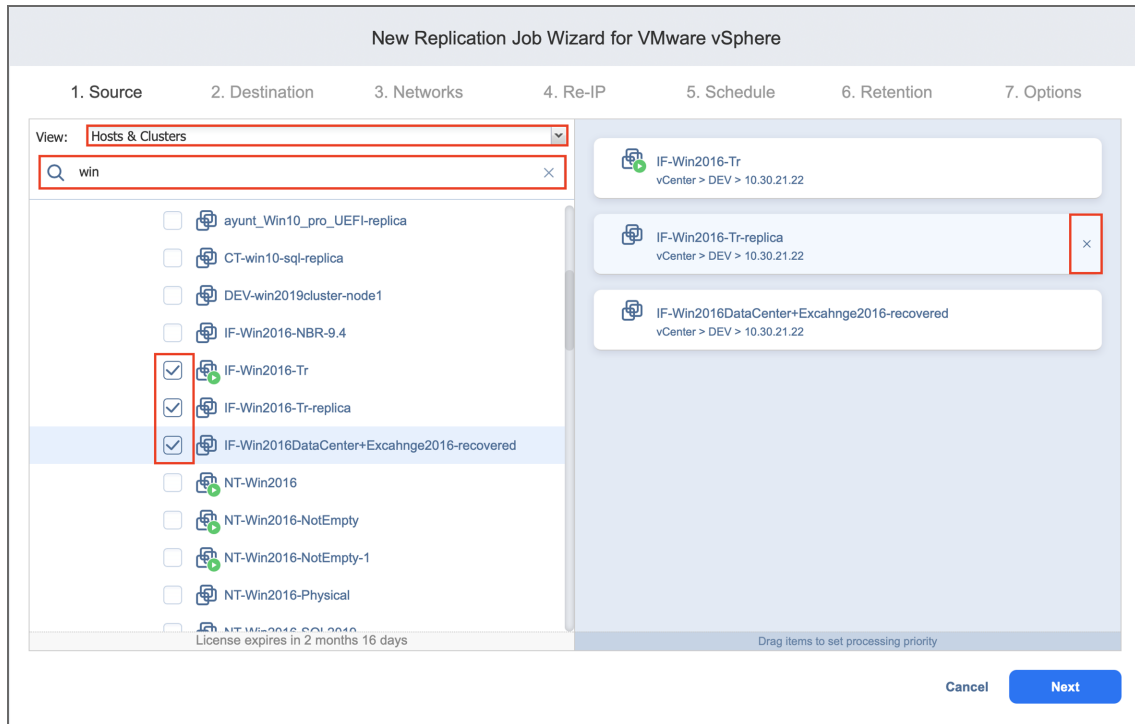 New Replication Job Wizard for VMware vSphere
1. Source 2. Destination 3. Networks 4. Re-IP 5. Schedule 6. Retention 7. Options
View: Hosts & Clusters
win
ayunt_Win10_pro_UEFI-replica
CT-win10-sql-replica
DEV-win2019cluster-node1
IF-Win2016-NBR-9.4
IF-Win2016-Tr
IF-Win2016-Tr-replica
IF-Win2016DataCenter+Excahnge2016-recovered
NT-Win2016
NT-Win2016-NotEmpty
NT-Win2016-NotEmpty-1
NT-Win2016-Physical
NT-Win2016-SQL2019
License expires in 2 months 16 days
IF-Win2016-Tr
vCenter > DEV > 10.30.21.22
IF-Win2016-Tr-replica
vCenter > DEV > 10.30.21.22
IF-Win2016DataCenter+Excahnge2016-recovered
vCenter > DEV > 10.30.21.22
Drag items to set processing priority
Cancel Next